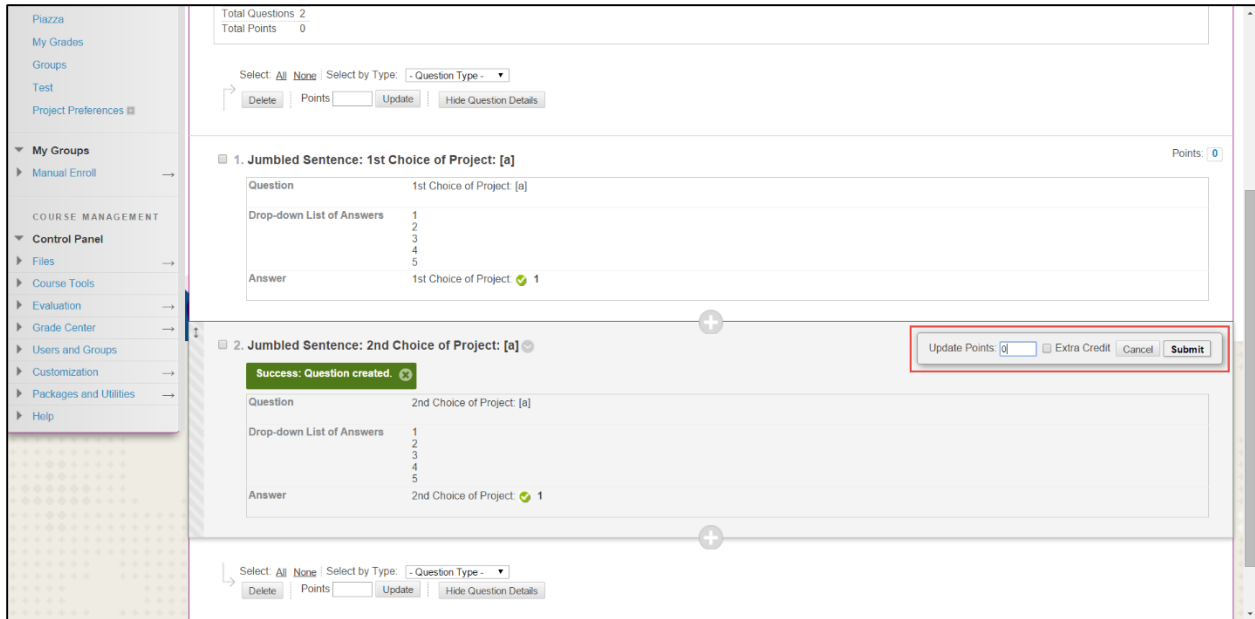 Piazza
My Grades
Groups
Test
Project Preferences
My Groups
Manual Enroll
COURSE MANAGEMENT
Control Panel
Files
Course Tools
Evaluation
Grade Center
Users and Groups
Customization
Packages and Utilities
Help
Total Questions 2
Total Points 0
Select: All None Select by Type: - Question Type -
Delete Points Update Hide Question Details
1. Jumbled Sentence: 1st Choice of Project: [a] Points: 0
Question 1st Choice of Project: [a]
Drop-down List of Answers 1
2
3
4
5
Answer 1st Choice of Project: 1
2. Jumbled Sentence: 2nd Choice of Project: [a] Update Points: 0 Extra Credit Cancel Submit
Success: Question created.
Question 2nd Choice of Project: [a]
Drop-down List of Answers 1
2
3
4
5
Answer 2nd Choice of Project: 1
Select: All None Select by Type: - Question Type -
Delete Points Update Hide Question Details